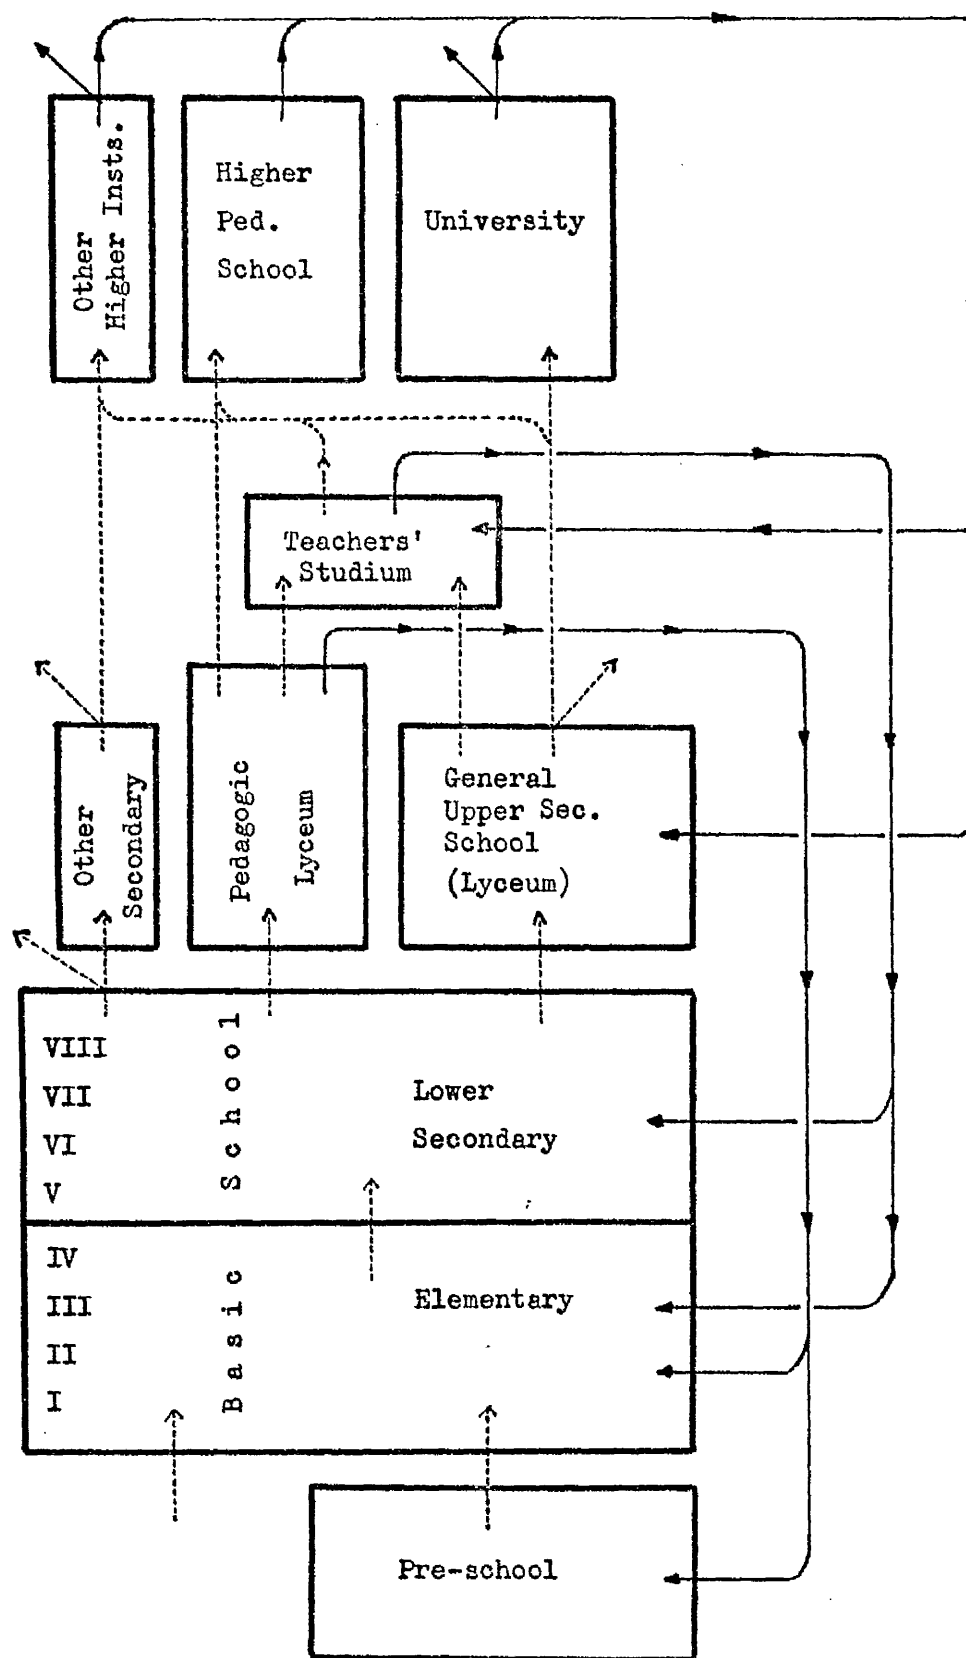 Other
Higher Insts.
Higher
Ped.
School
University
Teachers'
Studium
Other
Secondary
Pedagogic
Lyceum
General
Upper Sec.
School
(Lyceum)
VIII
VII
VI
V
School
Lower
Secondary
IV
III
II
I
Basic
Elementary
Pre-school